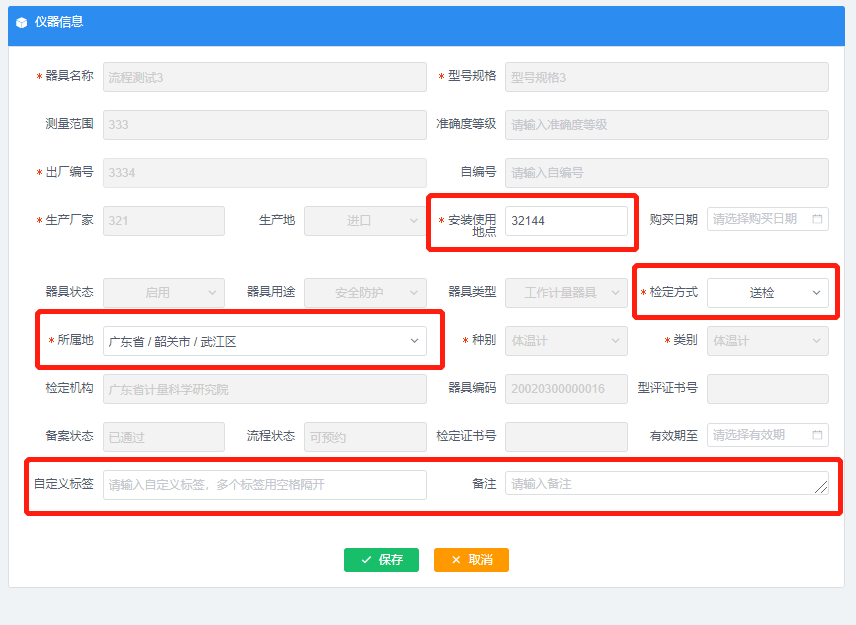 仪器信息
* 器具名称 流程测试3 * 型号规格 型号规格3
测量范围 333 准确度等级 请输入准确度等级
* 出厂编号 3334 自编号 请输入自编号
* 生产厂家 321 生产地 进口 * 安装使用 32144 购买日期 请选择购买日期
地点
器具状态 启用 器具用途 安全防护 器具类型 工作计量器具 * 检定方式 送检
* 所属地 广东省 / 韶关市 / 武江区 * 种别 体温计 * 类别 体温计
检定机构 广东省计量科学研究院 器具编码 20020300000016 型评证书号
备案状态 已通过 流程状态 可预约 检定证书号 有效期至 请选择有效期
自定义标签 请输入自定义标签，多个标签用空格隔开 备注 请输入备注
保存 取消